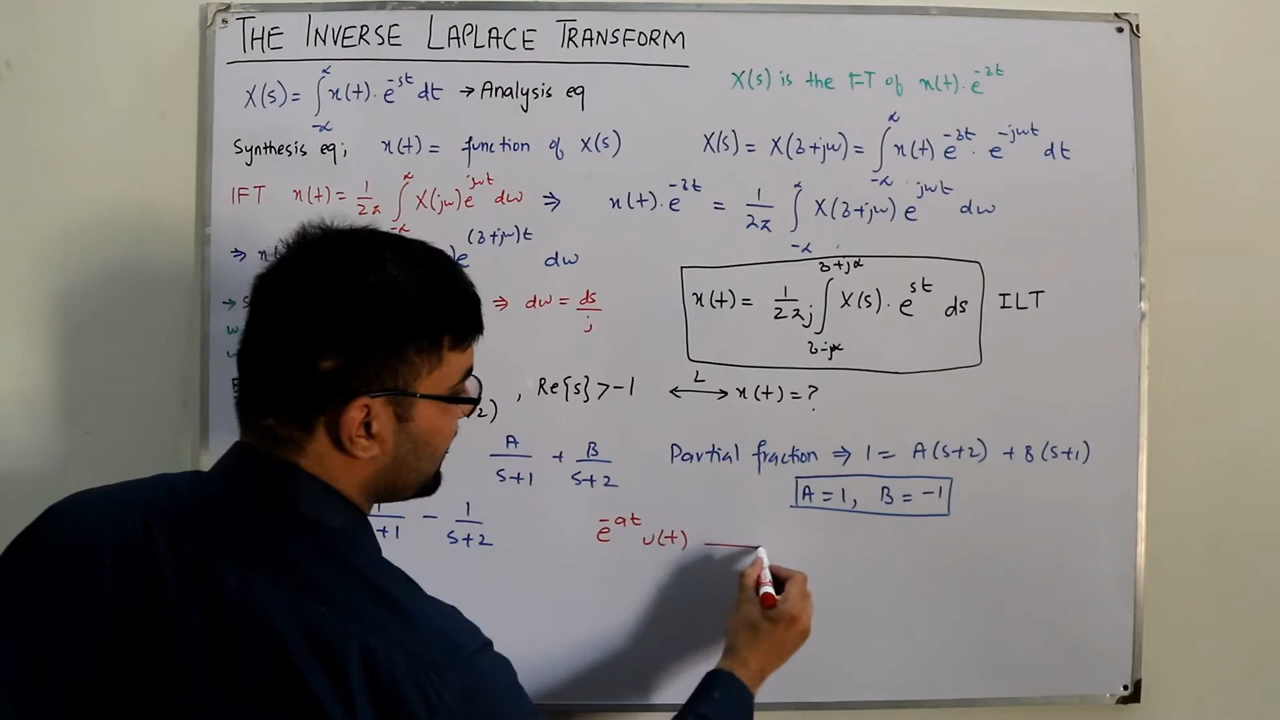 THE INVERSE LAPLACE TRANSFORM
X(s) = ∫_{-∝}^{∝} x(t) · e^{-st} dt → Analysis eq
X(s) is the FT of x(t) · e^{-σt}
Synthesis eq; x(t) = function of X(s)
X(s) = X(σ+jω) = ∫_{-∝}^{∝} x(t) e^{-σt} · e^{-jωt} dt
IFT x(t) = 1/2π ∫_{-∝}^{∝} X(jω) e^{jωt} dω ⇒ x(t) · e^{-σt} = 1/2π ∫_{-∝}^{∝} X(σ+jω) e^{jωt} dω
⇒ e^{(σ+jω)t} dω
→ s ⇒ dω = ds/j
x(t) = 1/2πj ∫_{σ-j∝}^{σ+j∝} X(s) · e^{st} ds ILT
2) , Re{s} > -1 ⟷^{L} x(t) = ?
A/(s+1) + B/(s+2)
Partial fraction ⇒ 1 = A(s+2) + B(s+1)
A = 1, B = -1
+1 - 1/(s+2)
e^{-at} u(t)